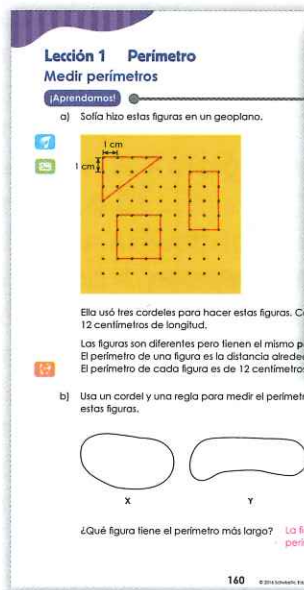 Lección 1 Perímetro
Medir perímetros
¡Aprendamos!
a) Sofía hizo estas figuras en un geoplano.
1 cm
1 cm
Ella usó tres cordeles para hacer estas figuras.
12 centímetros de longitud.
Las figuras son diferentes pero tienen el mismo
El perímetro de una figura es la distancia
El perímetro de cada figura es de 12 centímetros
b) Usa un cordel y una regla para medir el
estas figuras.
X Y
¿Qué figura tiene el perímetro más largo? La
160